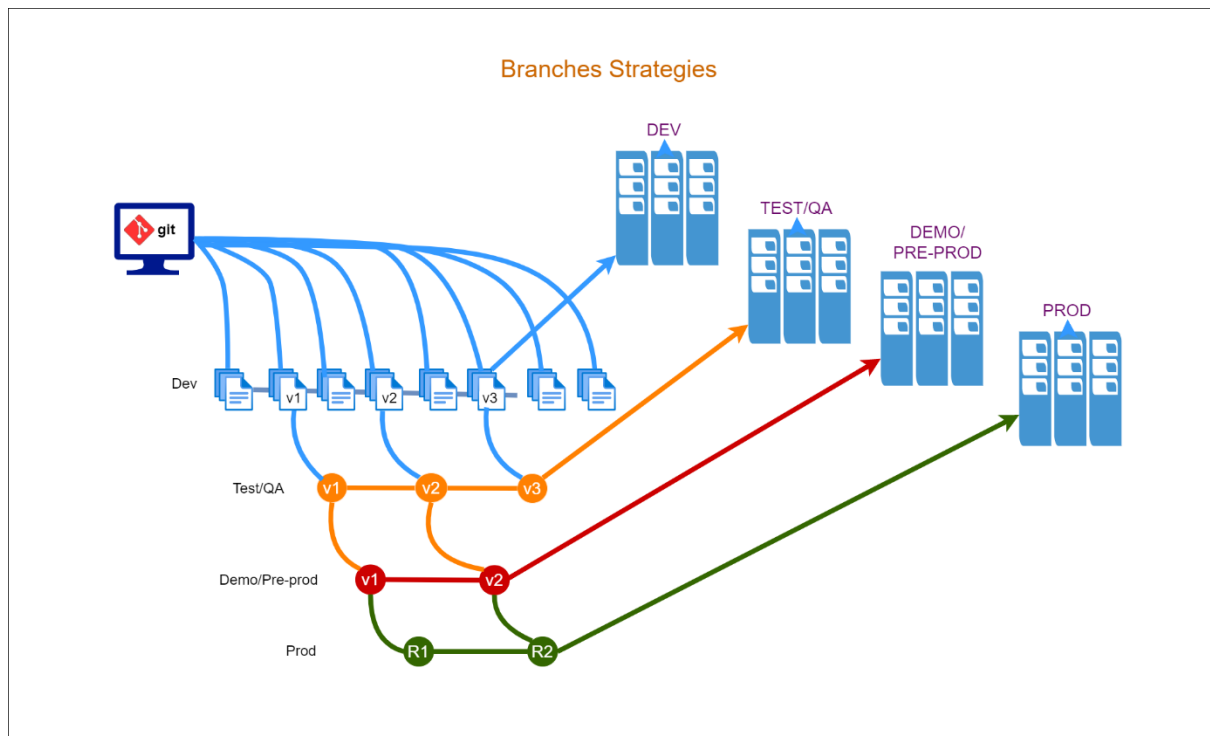 Branches Strategies
DEV
TEST/QA
DEMO/
PRE-PROD
PROD
git
Dev
v1
v2
v3
Test/QA
v1
v2
v3
Demo/Pre-prod
v1
v2
Prod
R1
R2